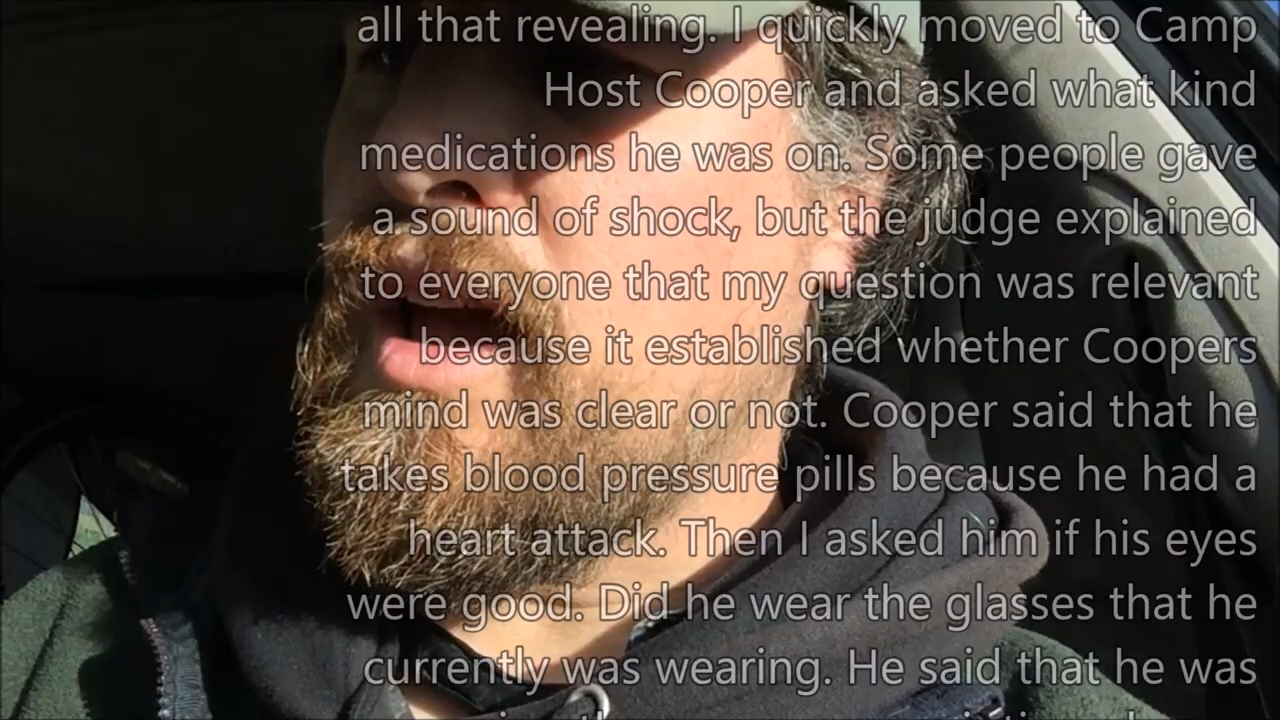 all that revealing. I quickly moved to Camp
Host Cooper and asked what kind
medications he was on. Some people gave
a sound of shock, but the judge explained
to everyone that my question was relevant
because it established whether Coopers
mind was clear or not. Cooper said that he
takes blood pressure pills because he had a
heart attack. Then I asked him if his eyes
were good. Did he wear the glasses that he
currently was wearing. He said that he was